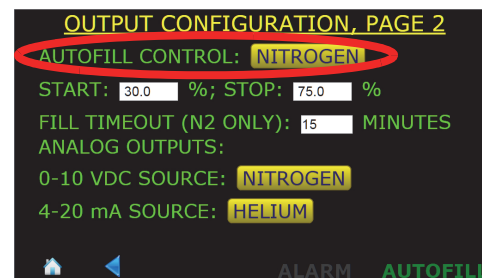 OUTPUT CONFIGURATION, PAGE 2
AUTOFILL CONTROL: NITROGEN
START: 30.0 %; STOP: 75.0 %
FILL TIMEOUT (N2 ONLY): 15 MINUTES
ANALOG OUTPUTS:
0-10 VDC SOURCE: NITROGEN
4-20 mA SOURCE: HELIUM
ALARM AUTOFILL